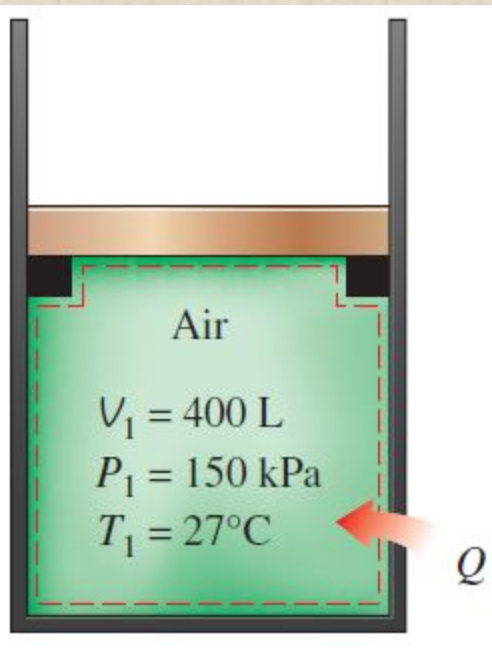 Air
V₁ = 400 L
P₁ = 150 kPa
T₁ = 27°C
Q